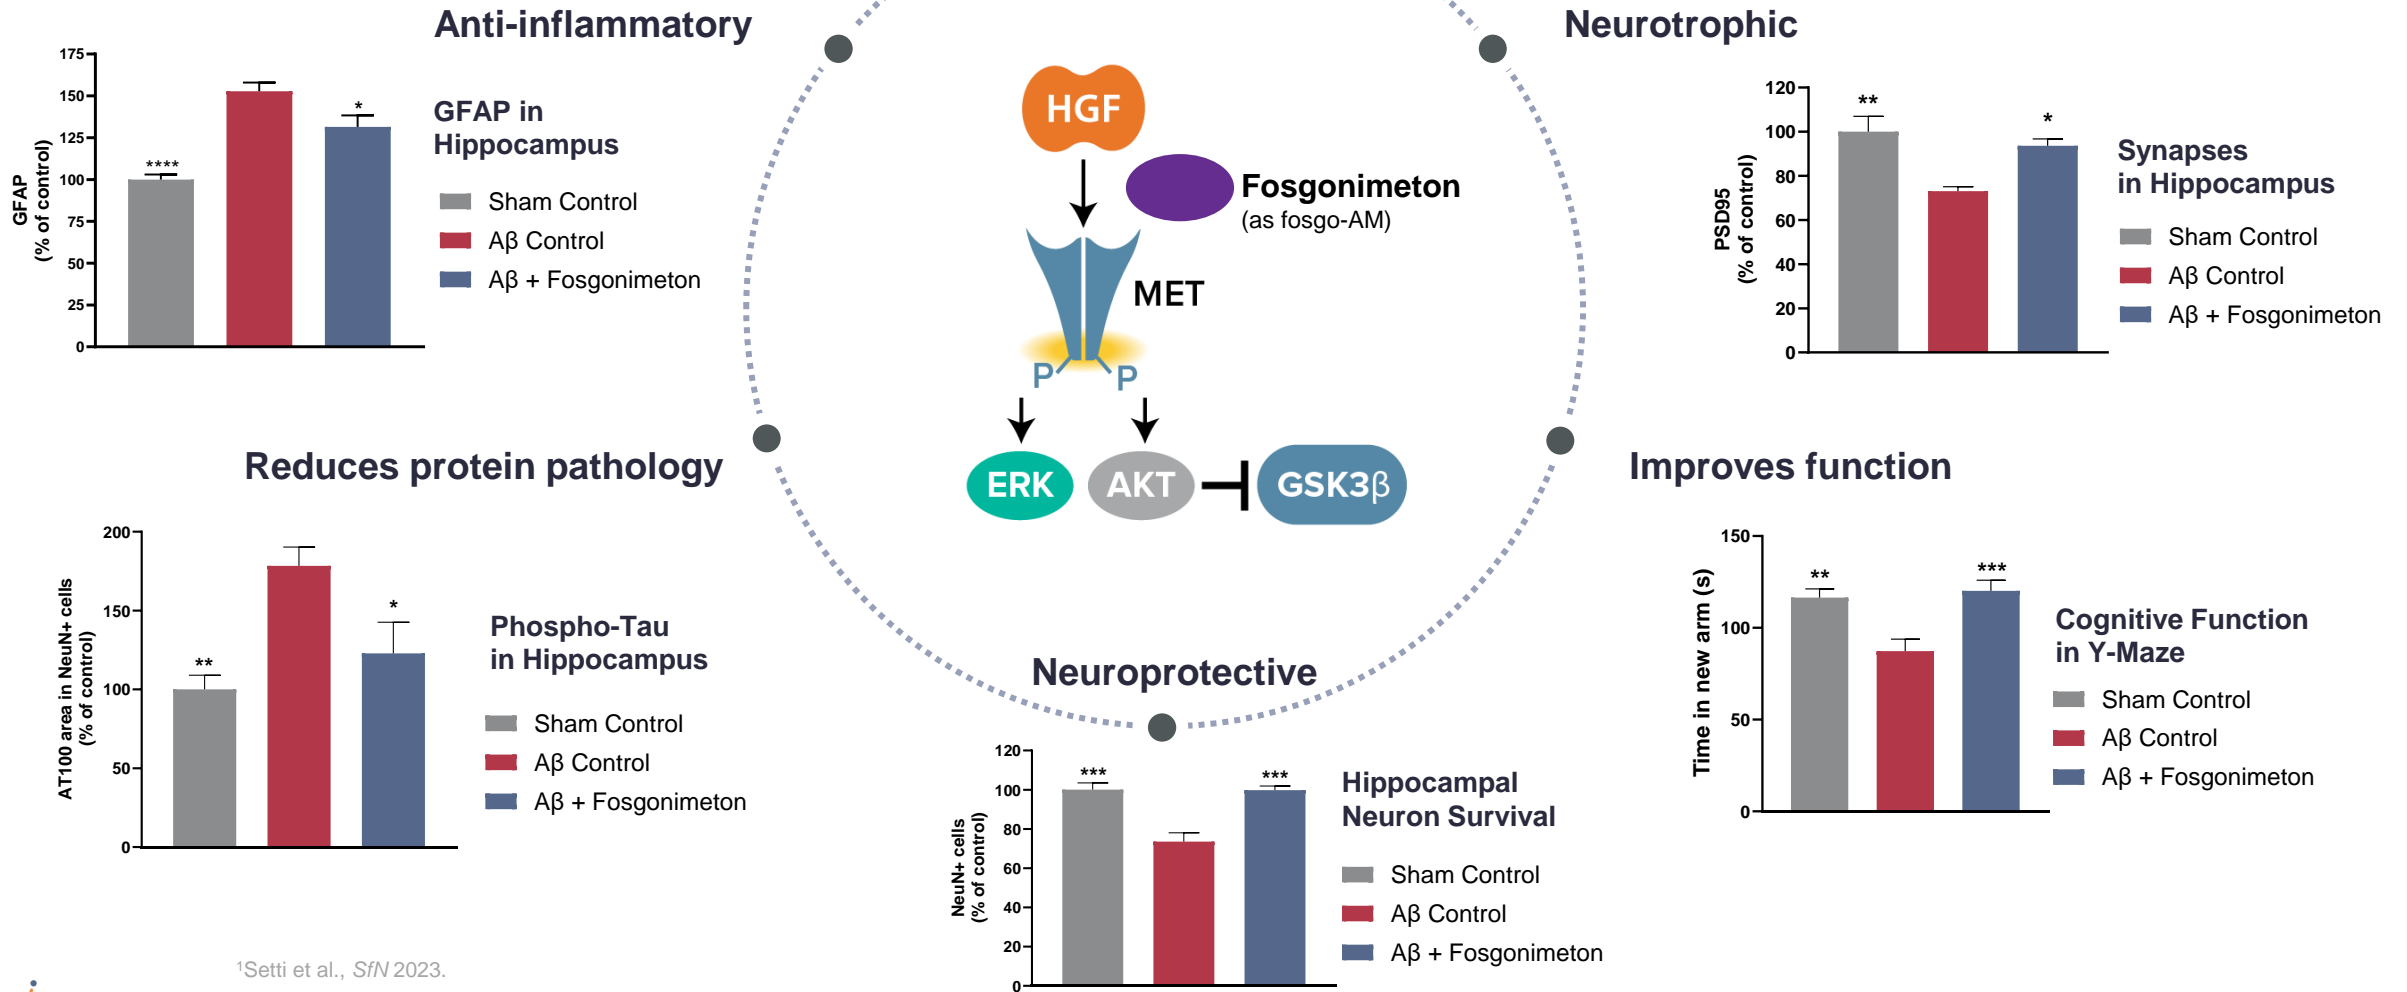 Anti-inflammatory
175
150
125
100
75
50
25
0
GFAP
(% of control)
****
*
GFAP in
Hippocampus
Sham Control
Aβ Control
Aβ + Fosgonimeton
HGF
Fosgonimeton
(as fosgo-AM)
MET
P
P
ERK
AKT
GSK3β
Neurotrophic
120
100
80
60
40
20
0
PSD95
(% of control)
**
*
Synapses
in Hippocampus
Sham Control
Aβ Control
Aβ + Fosgonimeton
Reduces protein pathology
200
150
100
50
0
AT100 area in NeuN+ cells
(% of control)
**
*
Phospho-Tau
in Hippocampus
Sham Control
Aβ Control
Aβ + Fosgonimeton
Neuroprotective
120
100
80
60
40
20
0
NeuN+ cells
(% of control)
***
***
Hippocampal
Neuron Survival
Sham Control
Aβ Control
Aβ + Fosgonimeton
Improves function
150
100
50
0
Time in new arm (s)
**
***
Cognitive Function
in Y-Maze
Sham Control
Aβ Control
Aβ + Fosgonimeton
¹Setti et al., SfN 2023.